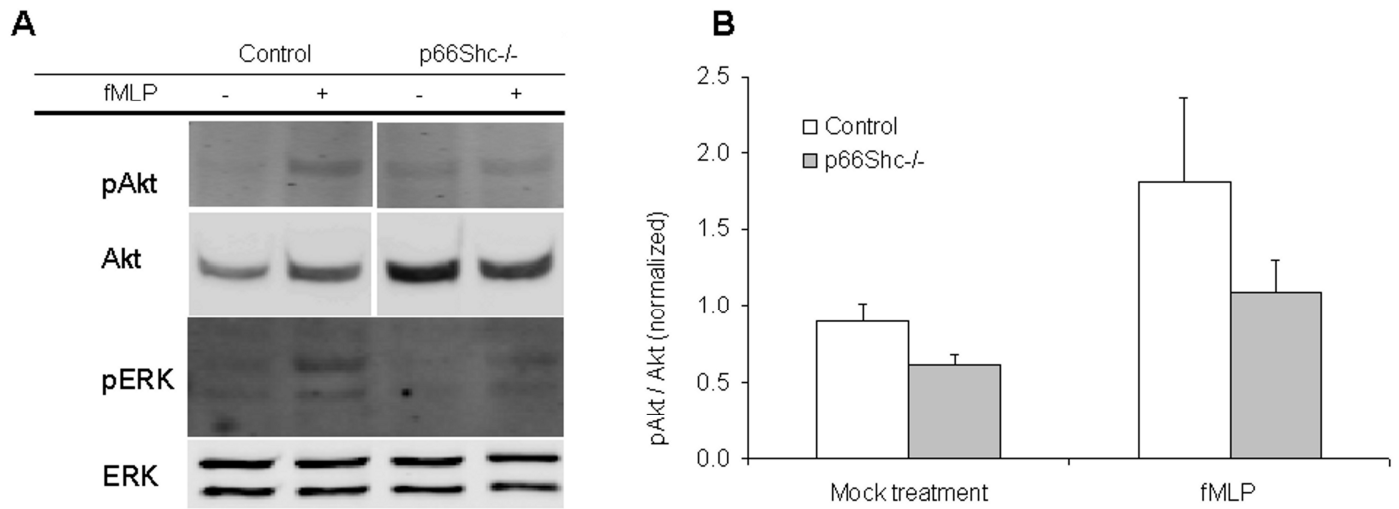 A
Control p66Shc-/-
fMLP - + - +
pAkt
Akt
pERK
ERK
B
2.5
2.0
1.5
1.0
0.5
0.0
pAkt / Akt (normalized)
Control
p66Shc-/-
Mock treatment fMLP